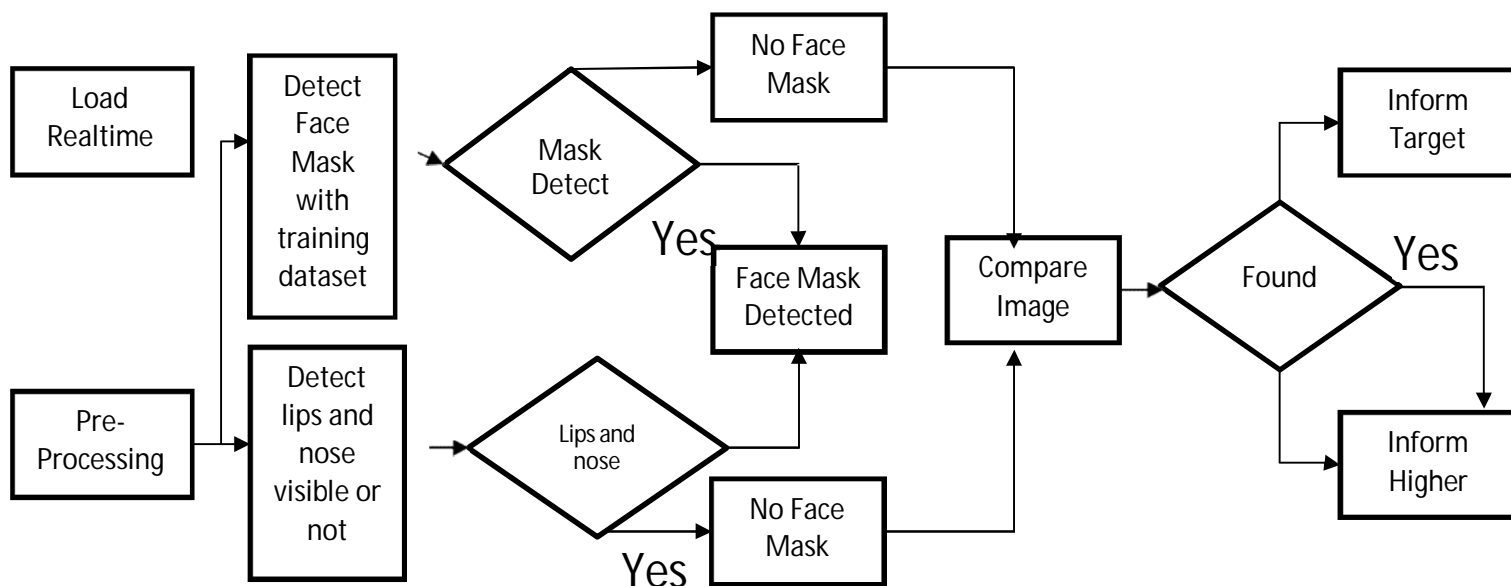 Load
Realtime
Pre-
Processing
Detect
Face
Mask
with
training
dataset
Detect
lips and
nose
visible or
not
Mask
Detect
Yes
Lips and
nose
Yes
No Face
Mask
Face Mask
Detected
No Face
Mask
Compare
Image
Found
Yes
Inform
Target
Inform
Higher